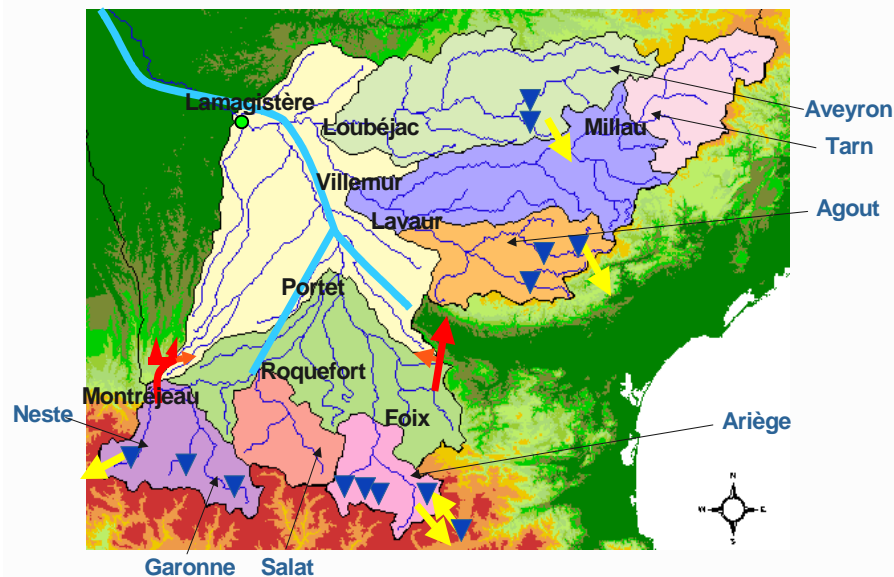 Lamagistère
Aveyron
Loubéjac
Millau
Tarn
Villemur
Agout
Lavaur
Portet
Roquefort
Montréjeau
Neste
Foix
Ariège
N
W
E
S
Garonne
Salat